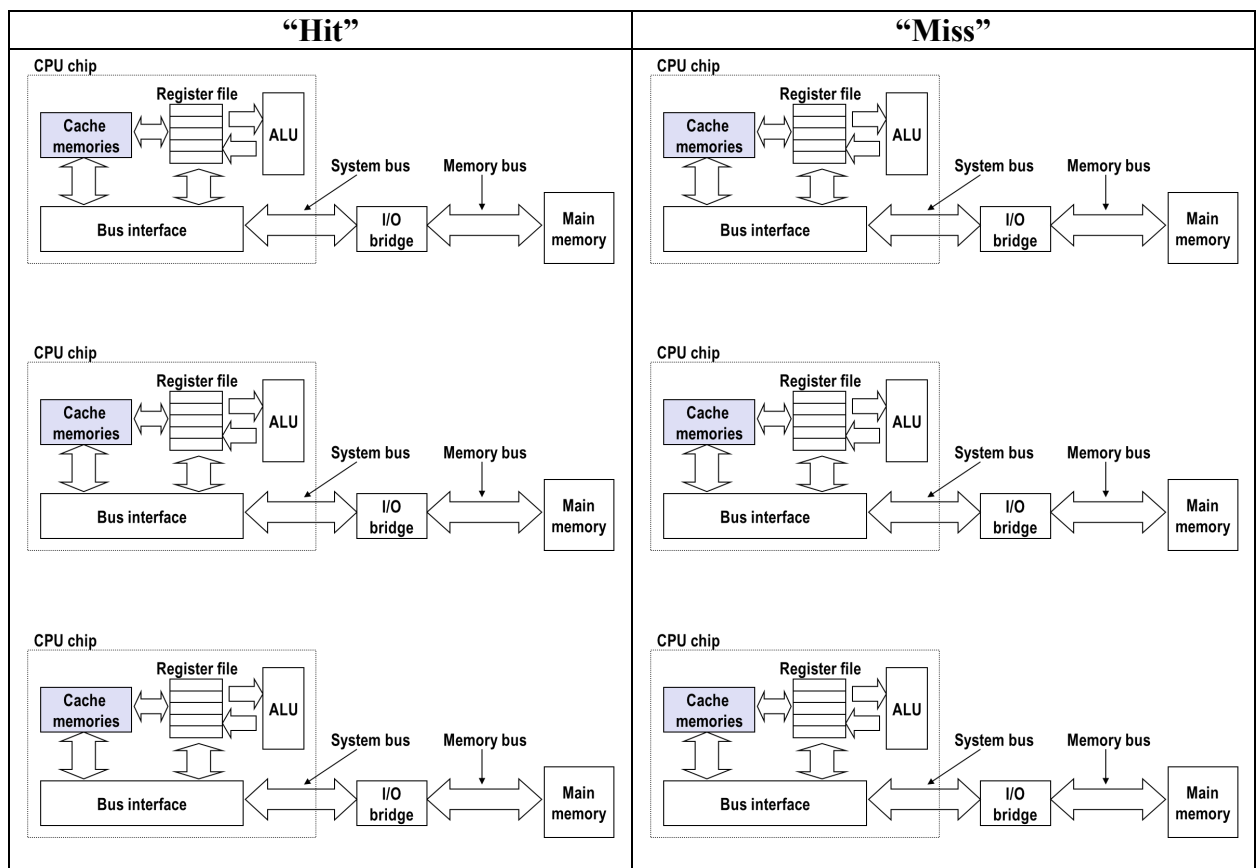 “Hit”
“Miss”
CPU chip
Register file
Cache
memories
ALU
System bus
Memory bus
Bus interface
I/O
bridge
Main
memory
CPU chip
Register file
Cache
memories
ALU
System bus
Memory bus
Bus interface
I/O
bridge
Main
memory
CPU chip
Register file
Cache
memories
ALU
System bus
Memory bus
Bus interface
I/O
bridge
Main
memory
CPU chip
Register file
Cache
memories
ALU
System bus
Memory bus
Bus interface
I/O
bridge
Main
memory
CPU chip
Register file
Cache
memories
ALU
System bus
Memory bus
Bus interface
I/O
bridge
Main
memory
CPU chip
Register file
Cache
memories
ALU
System bus
Memory bus
Bus interface
I/O
bridge
Main
memory